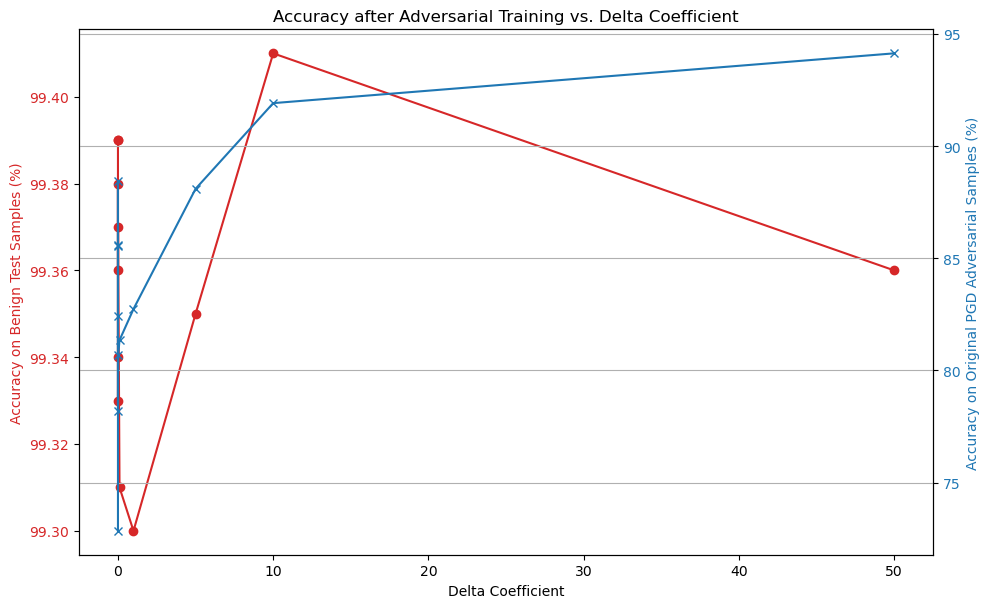 Accuracy after Adversarial Training vs. Delta Coefficient
Accuracy on Benign Test Samples (%)
99.40
99.38
99.36
99.34
99.32
99.30
95
90
85
80
75
Accuracy on Original PGD Adversarial Samples (%)
0 10 20 30 40 50
Delta Coefficient